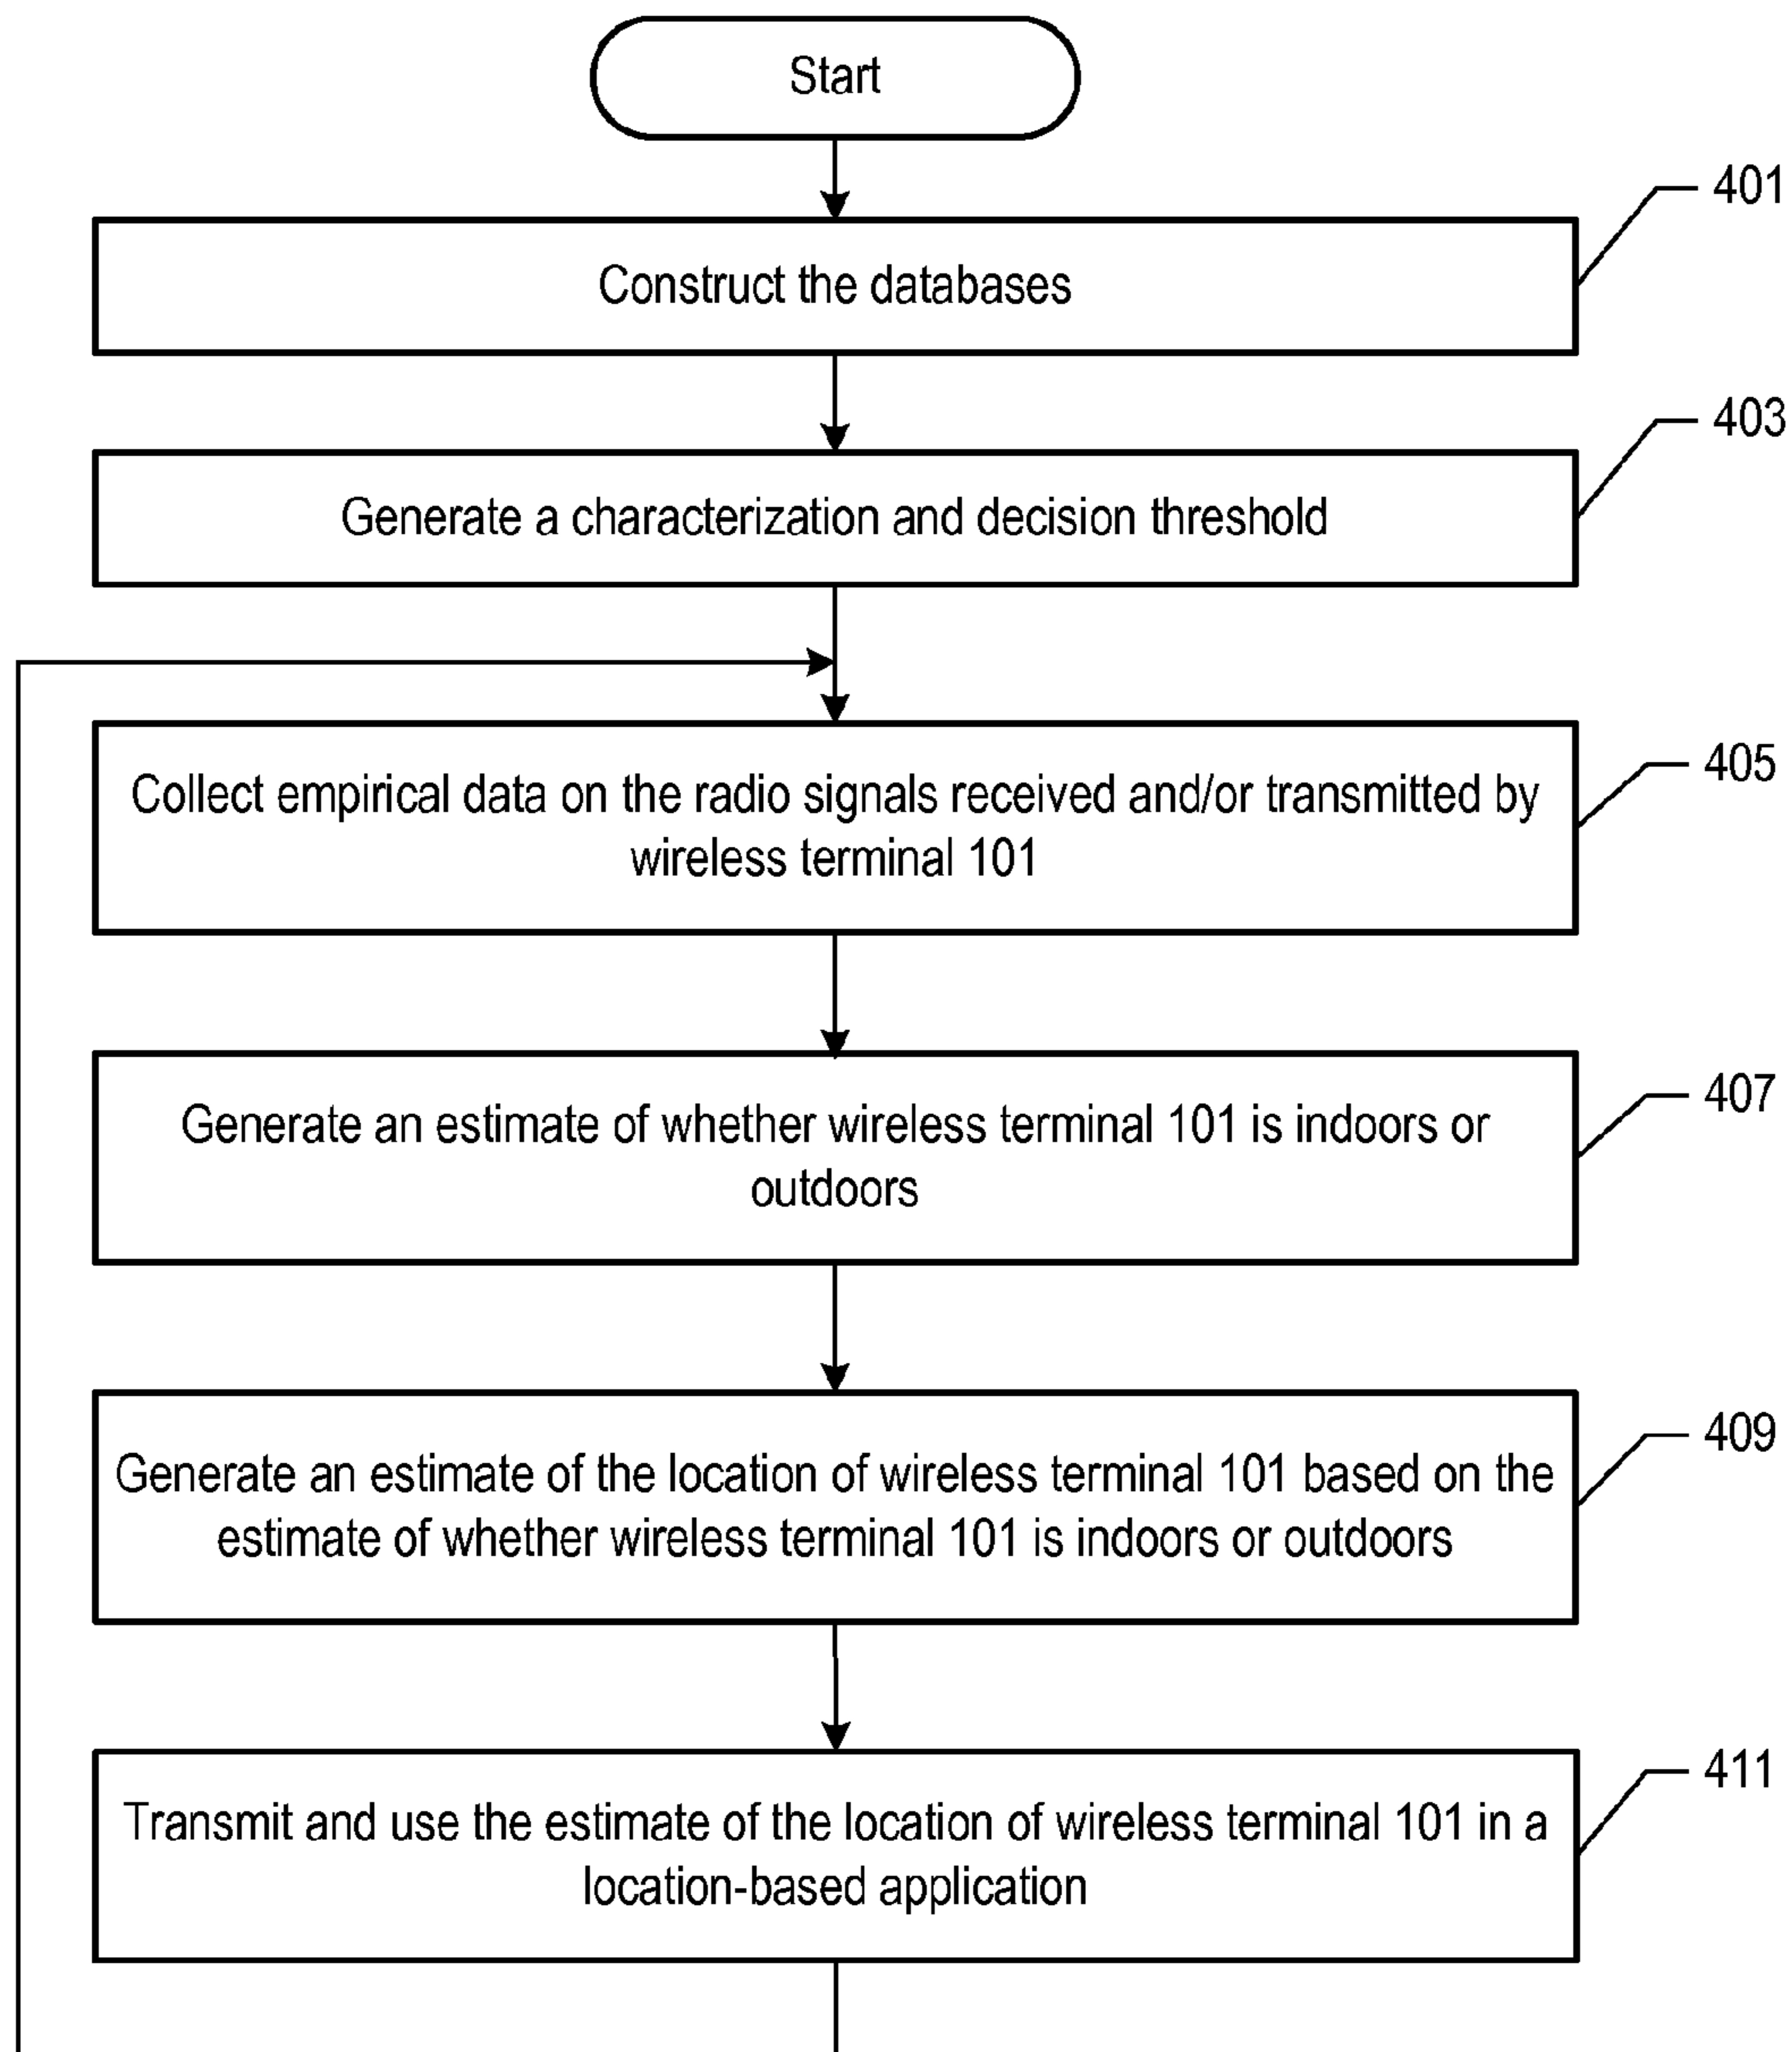 Start
401
Construct the databases
403
Generate a characterization and decision threshold
405
Collect empirical data on the radio signals received and/or transmitted by
wireless terminal 101
407
Generate an estimate of whether wireless terminal 101 is indoors or
outdoors
409
Generate an estimate of the location of wireless terminal 101 based on the
estimate of whether wireless terminal 101 is indoors or outdoors
411
Transmit and use the estimate of the location of wireless terminal 101 in a
location-based application